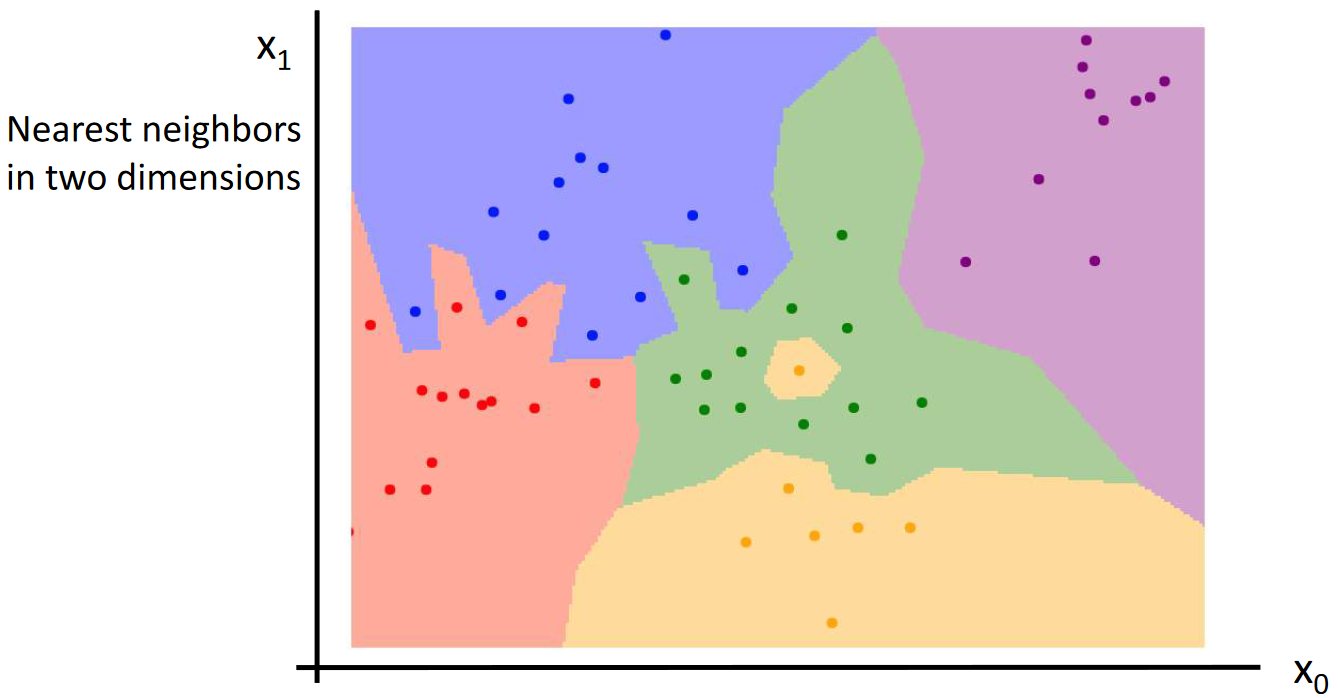 x₁
Nearest neighbors
in two dimensions
x₀